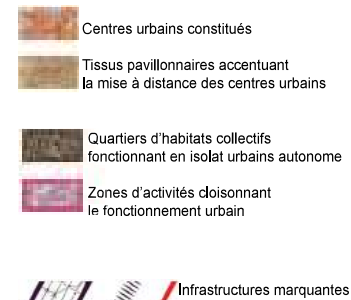 Centres urbains constitués
Tissus pavillonnaires accentuant
la mise à distance des centres urbains
Quartiers d'habitats collectifs
fonctionnant en isolat urbains autonome
Zones d'activités cloisonnant
le fonctionnement urbain
Infrastructures marquantes